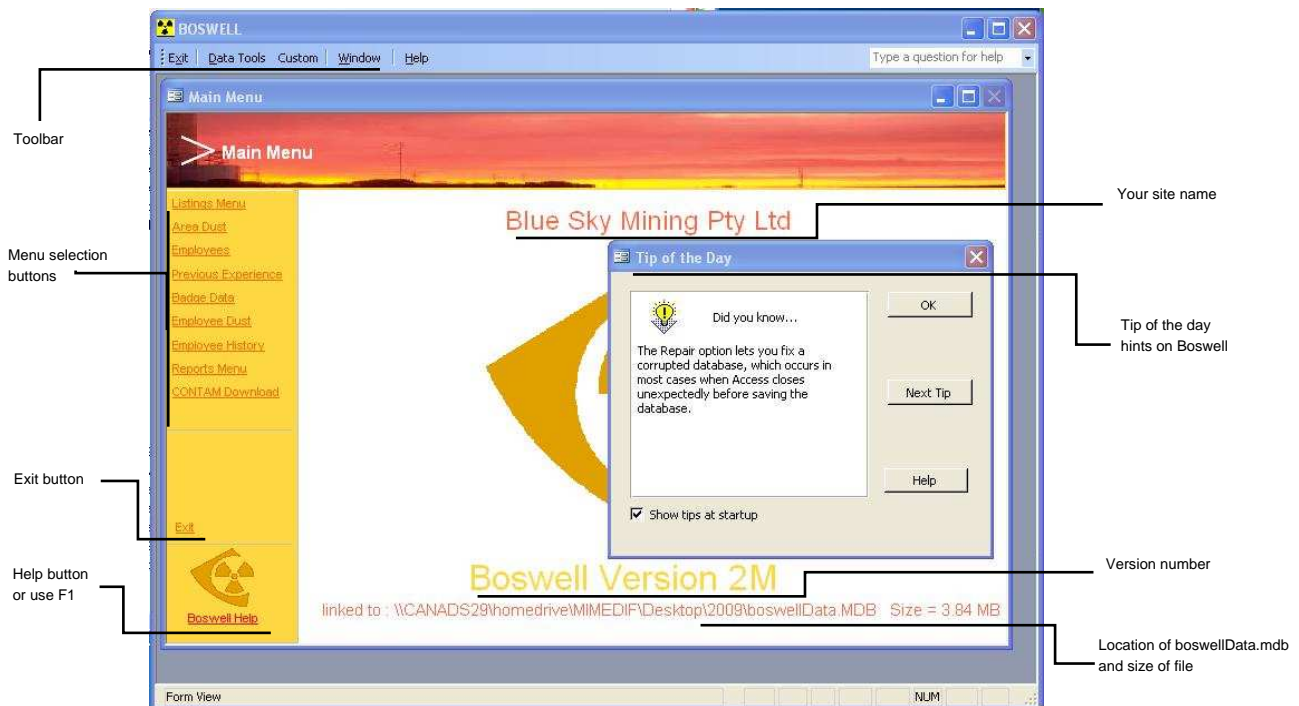 BOSWELL
Exit Data Tools Custom Window Help Type a question for help
Main Menu
Toolbar
Main Menu
Your site name
Listings Menu
Area Dust
Employees
Previous Experience
Badge Data
Employee Dust
Employee History
Reports Menu
CONTAM Download
Menu selection
buttons
Blue Sky Mining Pty Ltd
Tip of the Day
Did you know...
The Repair option lets you fix a
corrupted database, which occurs in
most cases when Access closes
unexpectedly before saving the
database.
OK
Next Tip
Help
Show tips at startup
Tip of the day
hints on Boswell
Exit button
Exit
Help button
or use F1
Boswell Help
Boswell Version 2M
Version number
linked to : \\CANADS29\homedrive\MIMEDIF\Desktop\2009\boswellData.MDB Size = 3.84 MB
Location of boswellData.mdb
and size of file
Form View NUM